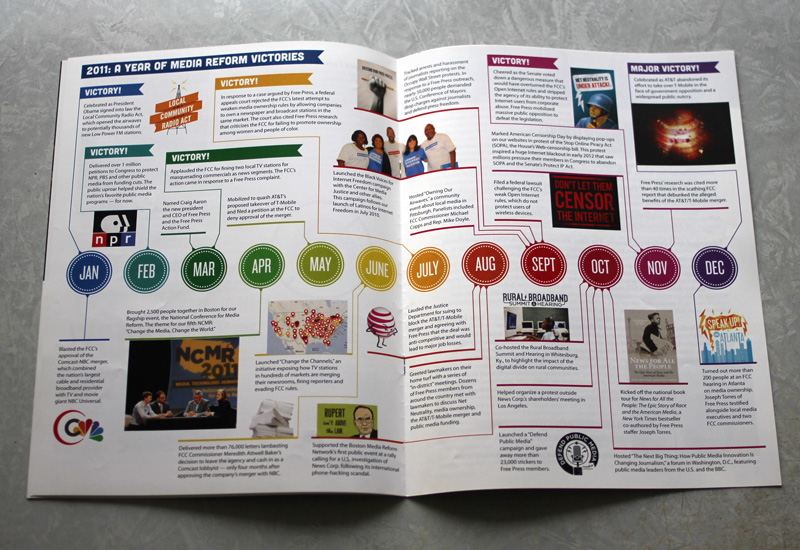 2011: A YEAR OF MEDIA REFORM VICTORIES
VICTORY!
Celebrated as President
Obama signed into law the
Local Community Radio Act,
which opened the airwaves
to potentially thousands of
new Low Power FM stations.
LOCAL
COMMUNITY
RADIO ACT
VICTORY!
In response to a case argued by Free Press, a federal
appeals court rejected the FCC's latest attempt to
weaken media ownership rules by allowing companies
to own a newspaper and broadcast stations in the
same market. The court also cited Free Press research
that criticizes the FCC for failing to promote ownership
among women and people of color.
VICTORY!
Delivered over 1 million
petitions to Congress to protect
NPR, PBS and other public
media from funding cuts. The
public uproar helped shield the
nation's favorite public media
programs — for now.
npr
VICTORY!
Applauded the FCC for fining two local TV stations for
masquerading commercials as news segments. The FCC's
action came in response to a Free Press complaint.
Named Craig Aaron
the new president
and CEO of Free Press
and the Free Press
Action Fund.
Mobilized to quash AT&T's
proposed takeover of T-Mobile
and filed a petition at the FCC to
deny approval of the merger.
Launched the Black Voices for
Internet Freedom campaign
with the Center for Media
Justice and other allies.
This campaign follows our
launch of Latinos for Internet
Freedom in July 2010.
Tracked arrests and harassment
of journalists reporting on the
Occupy Wall Street protests. In
response to a Free Press outreach,
nearly 50,000 people demanded
the U.S. Conference of Mayors
drop charges against journalists
and defend press freedom.
Hosted "Owning Our
Airwaves," a community
event about local media in
Pittsburgh. Panelists included
FCC Commissioner Michael
Copps and Rep. Mike Doyle.
VICTORY!
Cheered as the Senate voted
down a dangerous measure that
would have overturned the FCC's
Open Internet rules and stripped
the agency of its ability to protect
Internet users from corporate
abuse. Free Press mobilized
massive public opposition to
defeat the legislation.
NET NEUTRALITY IS
UNDER ATTACK!
Marked American Censorship Day by displaying pop-ups
on our websites in protest of the Stop Online Piracy Act
(SOPA), the House's Web-censorship bill. This protest
inspired a huge Internet blackout in early 2012 that saw
millions pressure their members in Congress to abandon
SOPA and the Senate's Protect IP Act.
Filed a federal lawsuit
challenging the FCC's
weak Open Internet
rules, which do not
protect users of
wireless devices.
DON'T LET THEM
CENSOR
THE INTERNET
MAJOR VICTORY!
Celebrated as AT&T abandoned its
effort to take over T-Mobile in the
face of government opposition and a
widespread public outcry.
Free Press' research was cited more
than 40 times in the scathing FCC
report that debunked the alleged
benefits of the AT&T/T-Mobile merger.
JAN
FEB
MAR
APR
MAY
JUNE
JULY
AUG
SEPT
OCT
NOV
DEC
Wanted the FCC's
approval of the
Comcast-NBC merger,
which combined
the nation's largest
cable and residential
broadband provider
with TV and movie
giant NBC Universal.
Brought 2,500 people together in Boston for our
flagship event, the National Conference for Media
Reform. The theme for our fifth NCMR:
"Change the Media, Change the World."
NCMR
2011
Delivered more than 76,000 letters lambasting
FCC Commissioner Meredith Attwell Baker's
decision to leave the agency and cash in as a
Comcast lobbyist — only four months after
approving the company's merger with NBC.
Launched "Change the Channels," an
initiative exposing how TV stations
in hundreds of markets are merging
their newsrooms, firing reporters and
evading FCC rules.
RUPERT
ISN'T ABOVE
THE LAW
Supported the Boston Media Reform
Network's first public event at a rally
calling for a U.S. investigation of
News Corp. following its international
phone-hacking scandal.
Lauded the Justice
Department for suing to
block the AT&T/T-Mobile
merger and agreeing with
Free Press that the deal was
anti-competitive and would
lead to major job losses.
Greeted lawmakers on their
home turf with a series of
"in-district" meetings. Dozens
of Free Press members from
around the country met with
lawmakers to discuss Net
Neutrality, media ownership,
the AT&T/T-Mobile merger and
public media funding.
RURAL BROADBAND
SUMMIT & HEARING
Co-hosted the Rural Broadband
Summit and Hearing in Whitesburg,
Ky., to highlight the impact of the
digital divide on rural communities.
Helped organize a protest outside
News Corp.'s shareholders' meeting in
Los Angeles.
Launched a "Defend
Public Media"
campaign and gave
away more than
23,000 stickers to
Free Press members.
DEFEND PUBLIC MEDIA
NEWS FOR ALL
THE PEOPLE
Kicked off the national book
tour of News for All the
People: The Epic Story of Race
and the American Media, a
New York Times bestseller
co-authored by Free Press
staffer Joseph Torres.
SPEAK UP!
ATLANTA
Turned out more than
200 people at an FCC
hearing in Atlanta
on media ownership.
Joseph Torres of
Free Press testified
alongside local media
executives and two
FCC commissioners.
Hosted "The Next Big Thing: How Public Media Innovation Is
Changing Journalism," a forum in Washington, D.C., featuring
public media leaders from the U.S. and the BBC.